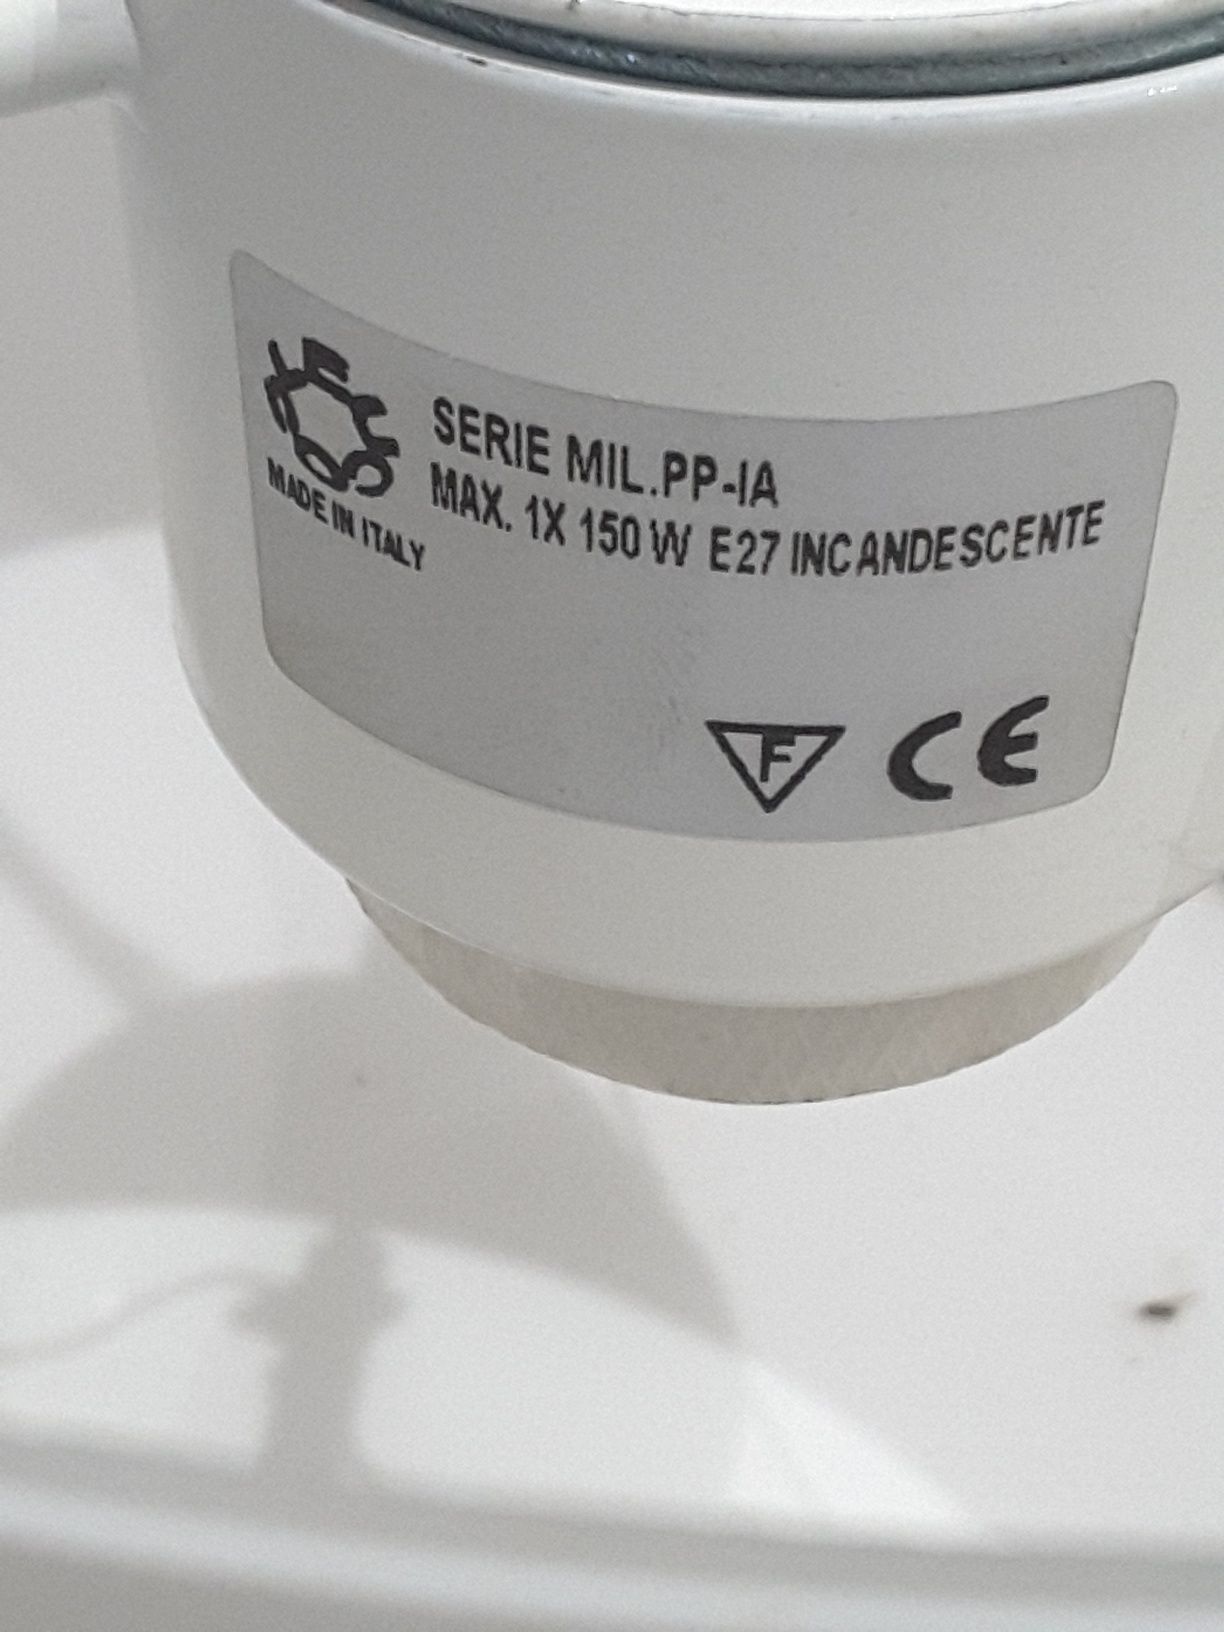 SERIE MIL.PP-IA
MAX. 1X 150 W E27 INCANDESCENTE
MADE IN ITALY
F CE